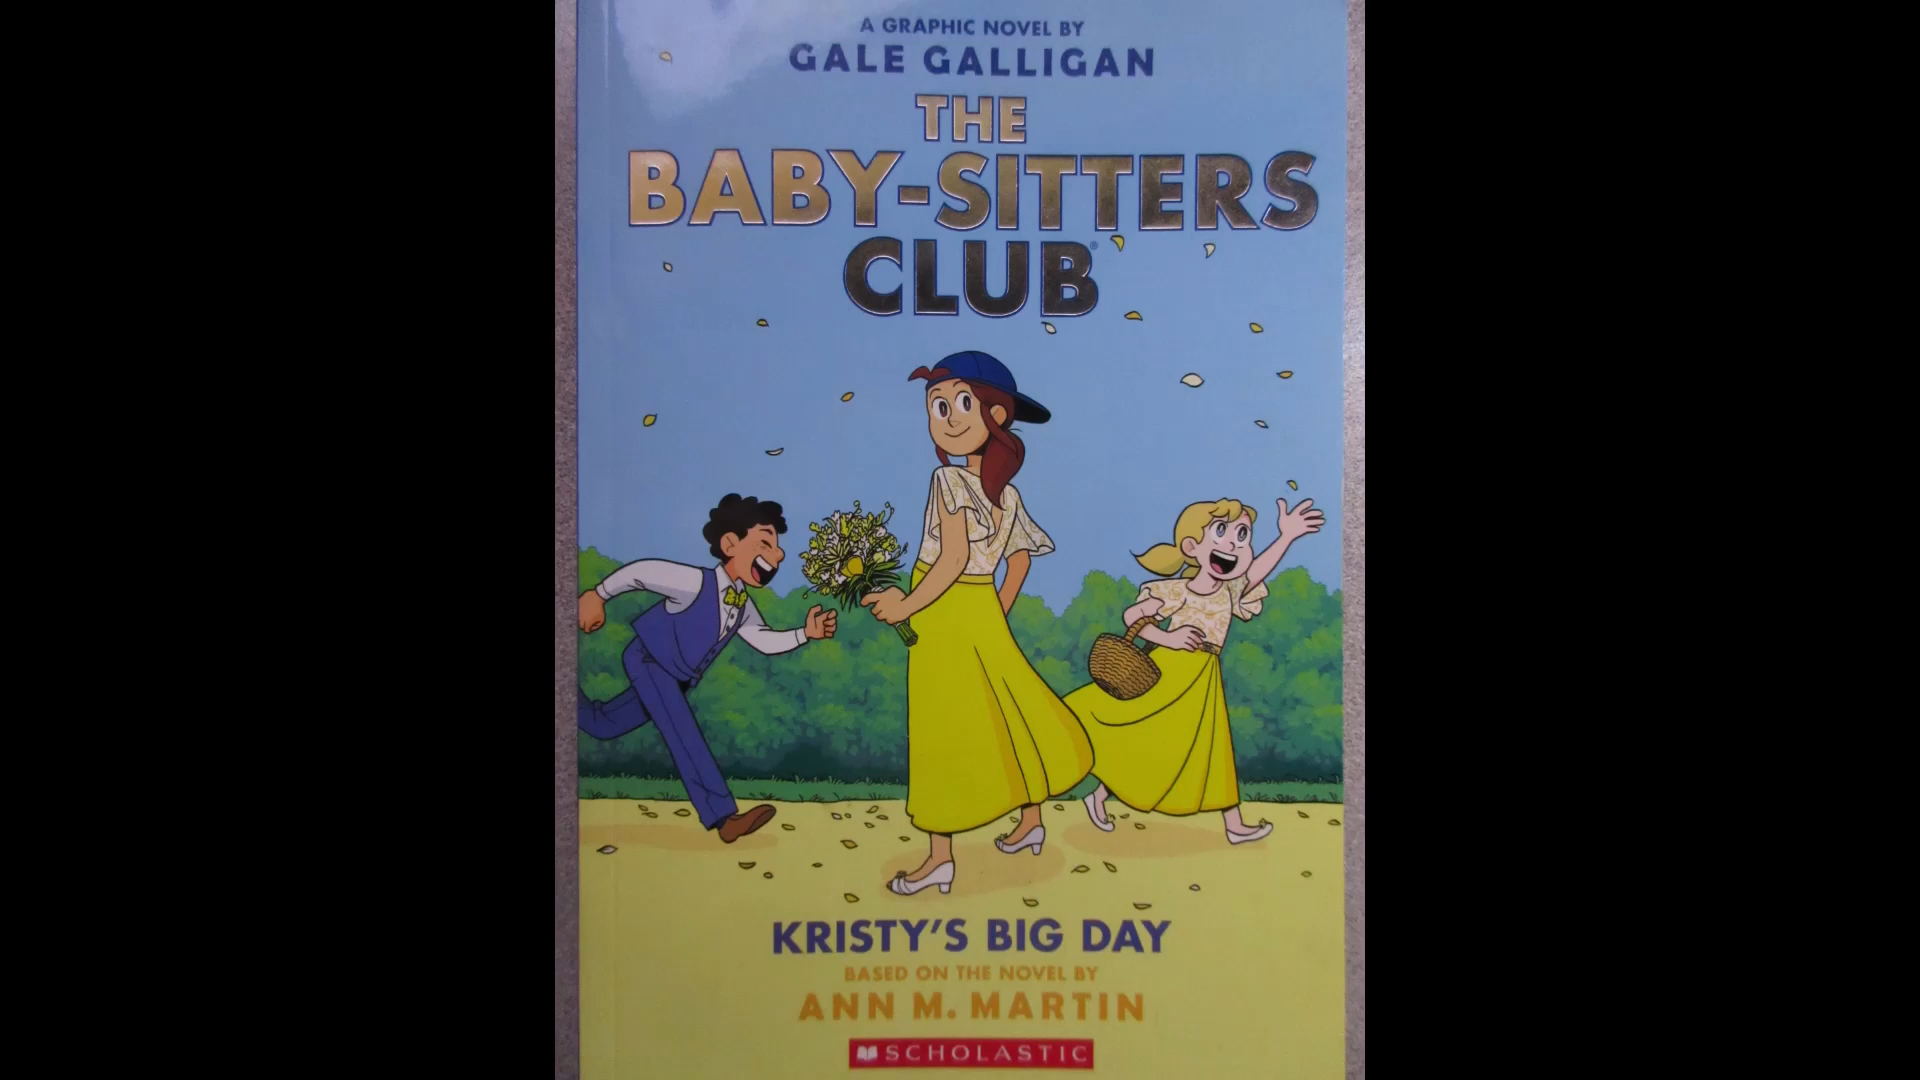 A GRAPHIC NOVEL BY
GALE GALLIGAN
THE
BABY-SITTERS
CLUB®
KRISTY'S BIG DAY
BASED ON THE NOVEL BY
ANN M. MARTIN
SCHOLASTIC